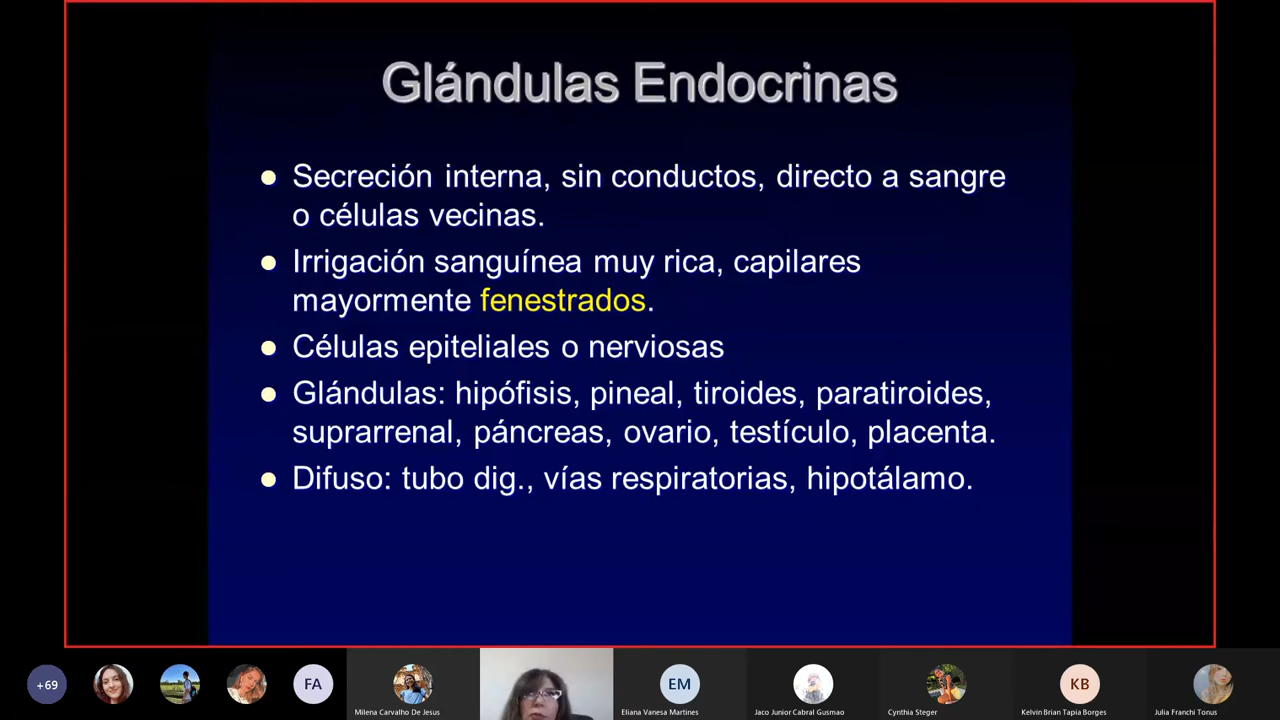 Glándulas Endocrinas
● Secreción interna, sin conductos, directo a sangre
o células vecinas.
● Irrigación sanguínea muy rica, capilares
mayormente fenestrados.
● Células epiteliales o nerviosas
● Glándulas: hipófisis, pineal, tiroides, paratiroides,
suprarrenal, páncreas, ovario, testículo, placenta.
● Difuso: tubo dig., vías respiratorias, hipotálamo.
+69
FA
EM
KB
Milena Carvalho De Jesus
Eliana Vanesa Martines
Jaco Junior Cabral Gusmao
Cynthia Steger
Kelvin Brian Tapia Borges
Julia Franchi Tonus